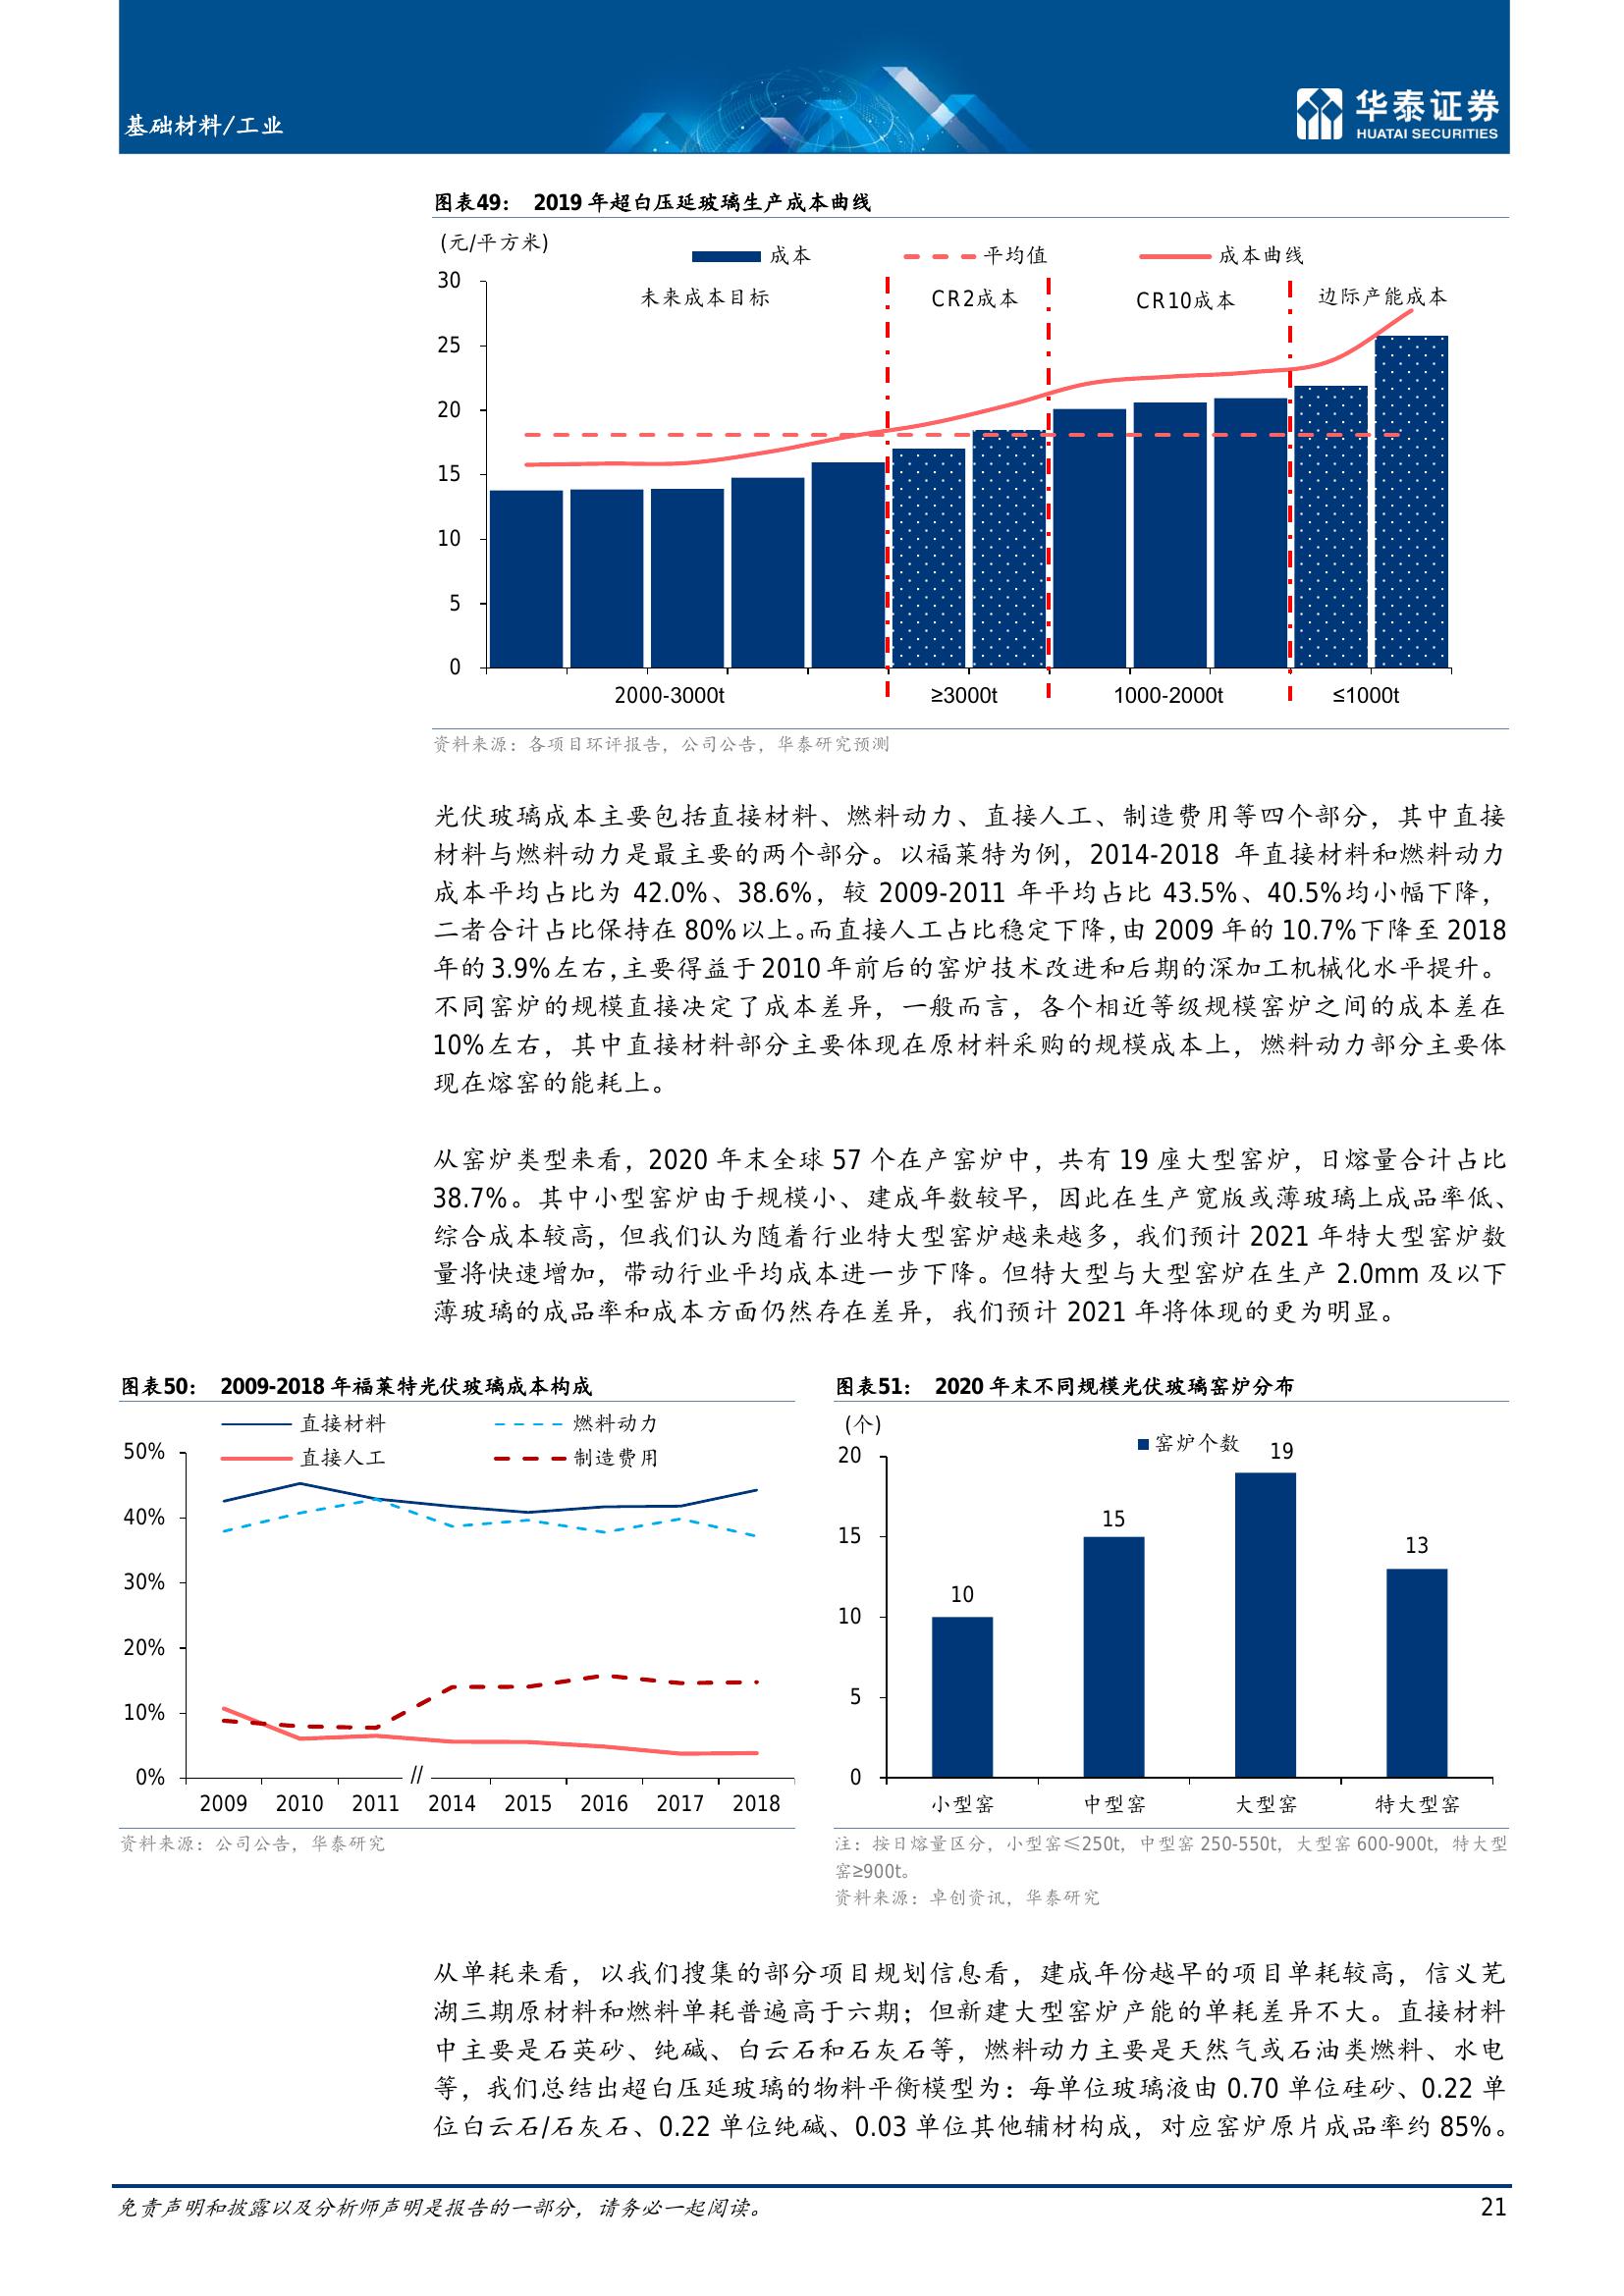 基础材料/工业
华泰证券
HUATAI SECURITIES
图表49： 2019 年超白压延玻璃生产成本曲线
(元/平方米)
成本 平均值 成本曲线
未来成本目标 CR2成本 CR10成本 边际产能成本
30
25
20
15
10
5
0
2000-3000t ≥3000t 1000-2000t ≤1000t
资料来源：各项目环评报告，公司公告，华泰研究预测
光伏玻璃成本主要包括直接材料、燃料动力、直接人工、制造费用等四个部分，其中直接
材料与燃料动力是最主要的两个部分。以福莱特为例，2014-2018 年直接材料和燃料动力
成本平均占比为 42.0%、38.6%，较 2009-2011 年平均占比 43.5%、40.5%均小幅下降，
二者合计占比保持在 80%以上。而直接人工占比稳定下降，由 2009 年的 10.7%下降至 2018
年的 3.9%左右，主要得益于 2010 年前后的窑炉技术改进和后期的深加工机械化水平提升。
不同窑炉的规模直接决定了成本差异，一般而言，各个相近等级规模窑炉之间的成本差在
10%左右，其中直接材料部分主要体现在原材料采购的规模成本上，燃料动力部分主要体
现在熔窑的能耗上。
从窑炉类型来看，2020 年末全球 57 个在产窑炉中，共有 19 座大型窑炉，日熔量合计占比
38.7%。其中小型窑炉由于规模小、建成年数较早，因此在生产宽版或薄玻璃上成品率低、
综合成本较高，但我们认为随着行业特大型窑炉越来越多，我们预计 2021 年特大型窑炉数
量将快速增加，带动行业平均成本进一步下降。但特大型与大型窑炉在生产 2.0mm 及以下
薄玻璃的成品率和成本方面仍然存在差异，我们预计 2021 年将体现的更为明显。
图表50： 2009-2018 年福莱特光伏玻璃成本构成
直接材料 燃料动力
直接人工 制造费用
50%
40%
30%
20%
10%
0%
//
2009 2010 2011 2014 2015 2016 2017 2018
资料来源：公司公告，华泰研究
图表51： 2020 年末不同规模光伏玻璃窑炉分布
(个)
窑炉个数
20
15
10
5
0
10 15 19 13
小型窑 中型窑 大型窑 特大型窑
注：按日熔量区分，小型窑≤250t，中型窑 250-550t，大型窑 600-900t，特大型
窑≥900t。
资料来源：卓创资讯，华泰研究
从单耗来看，以我们搜集的部分项目规划信息看，建成年份越早的项目单耗较高，信义芜
湖三期原材料和燃料单耗普遍高于六期；但新建大型窑炉产能的单耗差异不大。直接材料
中主要是石英砂、纯碱、白云石和石灰石等，燃料动力主要是天然气或石油类燃料、水电
等，我们总结出超白压延玻璃的物料平衡模型为：每单位玻璃液由 0.70 单位硅砂、0.22 单
位白云石/石灰石、0.22 单位纯碱、0.03 单位其他辅材构成，对应窑炉原片成品率约 85%。
免责声明和披露以及分析师声明是报告的一部分，请务必一起阅读。
21